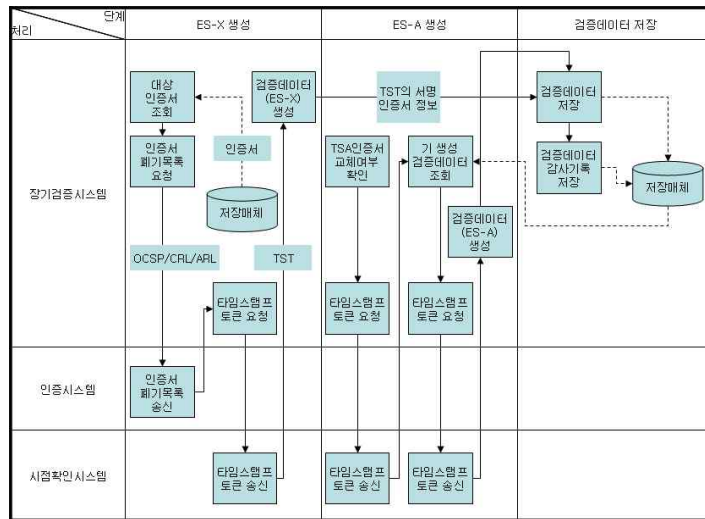 단계
처리
ES-X 생성
ES-A 생성
검증데이터 저장
장기검증시스템
대상
인증서
조회
검증데이터
(ES-X)
생성
인증서
폐기목록
요청
인증서
저장매체
OCSP/CRL/ARL
TST
타임스탬프
토큰 요청
TST의 서명
인증서 정보
TSA인증서
교체여부
확인
기 생성
검증데이터
조회
검증데이터
(ES-A)
생성
타임스탬프
토큰 요청
타임스탬프
토큰 요청
검증데이터
저장
검증데이터
감사기록
저장
저장매체
인증시스템
인증서
폐기목록
송신
시점확인시스템
타임스탬프
토큰 송신
타임스탬프
토큰 송신
타임스탬프
토큰 송신